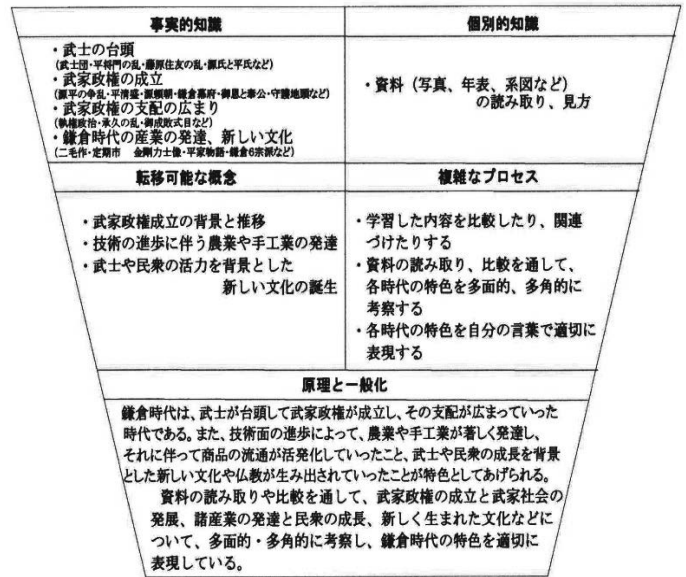 事実的知識
・武士の台頭
(武士団・平将門の乱・藤原住友の乱・源氏と平氏など)
・武家政権の成立
(源平の争乱・平清盛・源頼朝・鎌倉幕府・御恩と奉公・守護地頭など)
・武家政権の支配の広まり
(執権政治・承久の乱・御成敗式目など)
・鎌倉時代の産業の発達、新しい文化
(二毛作・定期市　金剛力士像・平家物語・鎌倉6宗派など)
個別的知識
・資料（写真、年表、系図など）
の読み取り、見方
転移可能な概念
・武家政権成立の背景と推移
・技術の進歩に伴う農業や手工業の発達
・武士や民衆の活力を背景とした
新しい文化の誕生
複雑なプロセス
・学習した内容を比較したり、関連
づけたりする
・資料の読み取り、比較を通して、
各時代の特色を多面的、多角的に
考察する
・各時代の特色を自分の言葉で適切に
表現する
原理と一般化
鎌倉時代は、武士が台頭して武家政権が成立し、その支配が広まっていった
時代である。また、技術面の進歩によって、農業や手工業が著しく発達し、
それに伴って商品の流通が活発化していったこと、武士や民衆の成長を背景
とした新しい文化や仏教が生み出されていったことが特色としてあげられる。
資料の読み取りや比較を通して、武家政権の成立と武家社会の
発展、諸産業の発達と民衆の成長、新しく生まれた文化などに
ついて、多面的・多角的に考察し、鎌倉時代の特色を適切に
表現している。